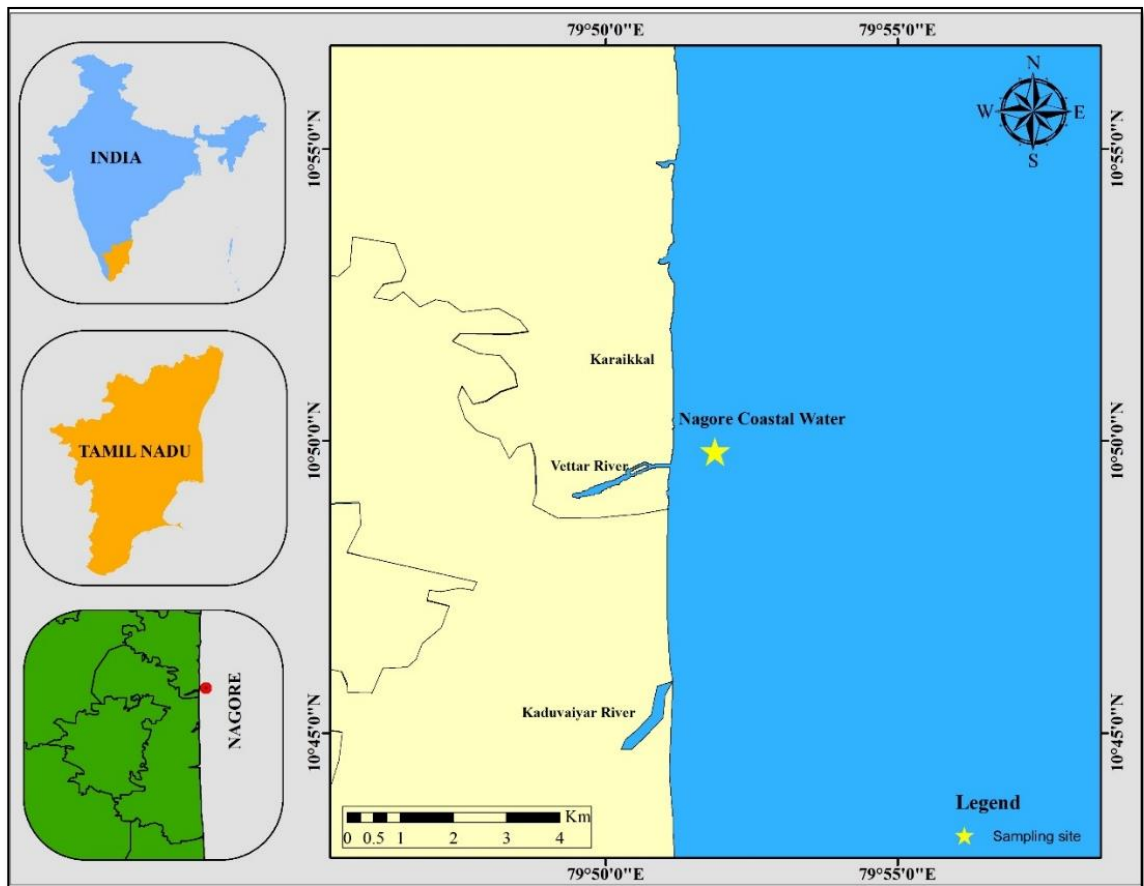 79°50'0"E
79°55'0"E
INDIA
TAMIL NADU
NAGORE
10°55'0"N
10°50'0"N
10°45'0"N
N
W
E
S
10°55'0"N
10°50'0"N
10°45'0"N
Karaikkal
Nagore Coastal Water
Vettar River
Kaduvaiyar River
Km
0 0.5 1 2 3 4
Legend
Sampling site
79°50'0"E
79°55'0"E